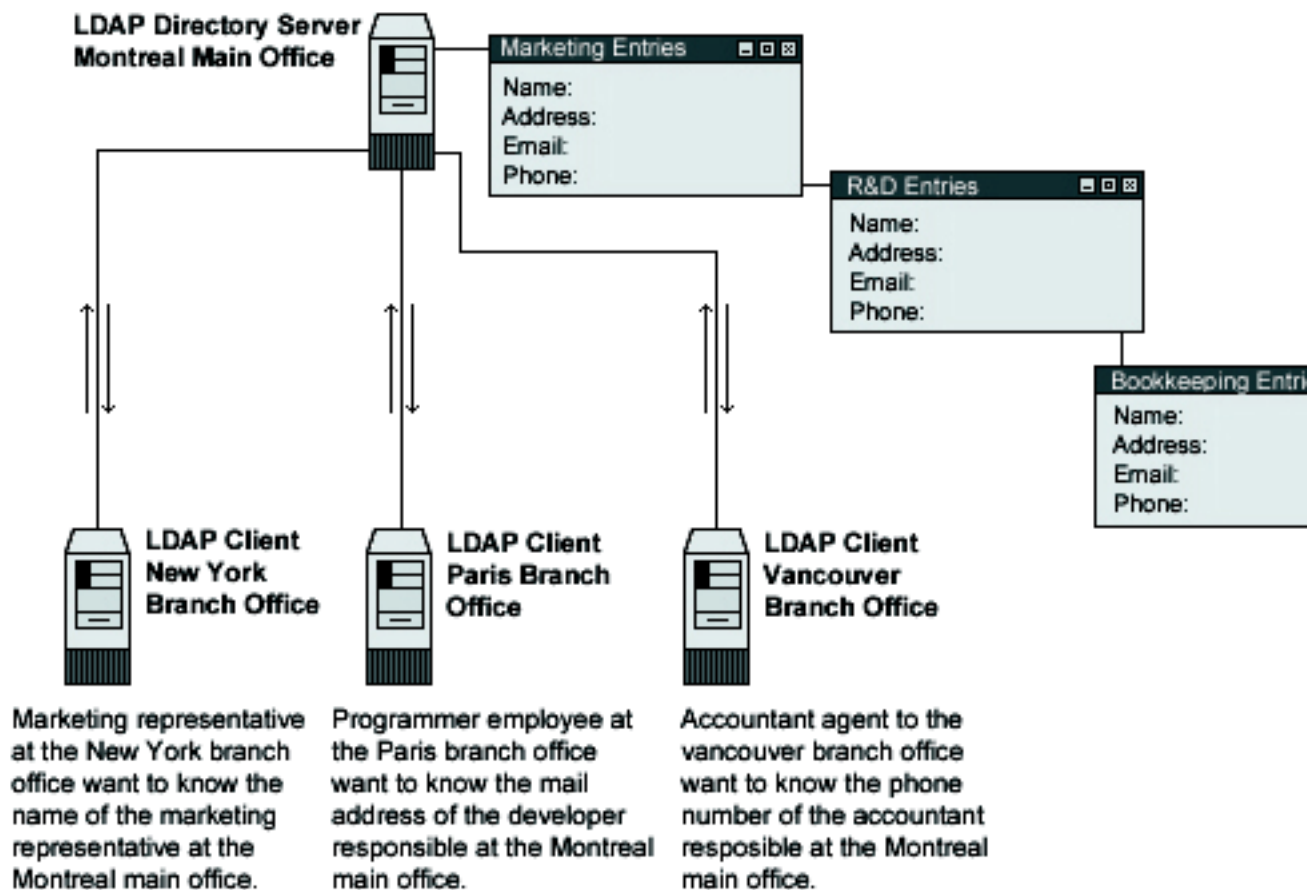 LDAP Directory Server
Montreal Main Office
Marketing Entries
Name:
Address:
Email:
Phone:
R&D Entries
Name:
Address:
Email:
Phone:
Bookkeeping
Name:
Address:
Email:
Phone:
LDAP Client
New York
Branch Office
LDAP Client
Paris Branch
Office
LDAP Client
Vancouver
Branch Office
Marketing representative
at the New York branch
office want to know the
name of the marketing
representative at the
Montreal main office.
Programmer employee at
the Paris branch office
want to know the mail
address of the developer
responsible at the Montreal
main office.
Accountant agent to the
vancouver branch office
want to know the phone
number of the accountant
resposible at the Montreal
main office.